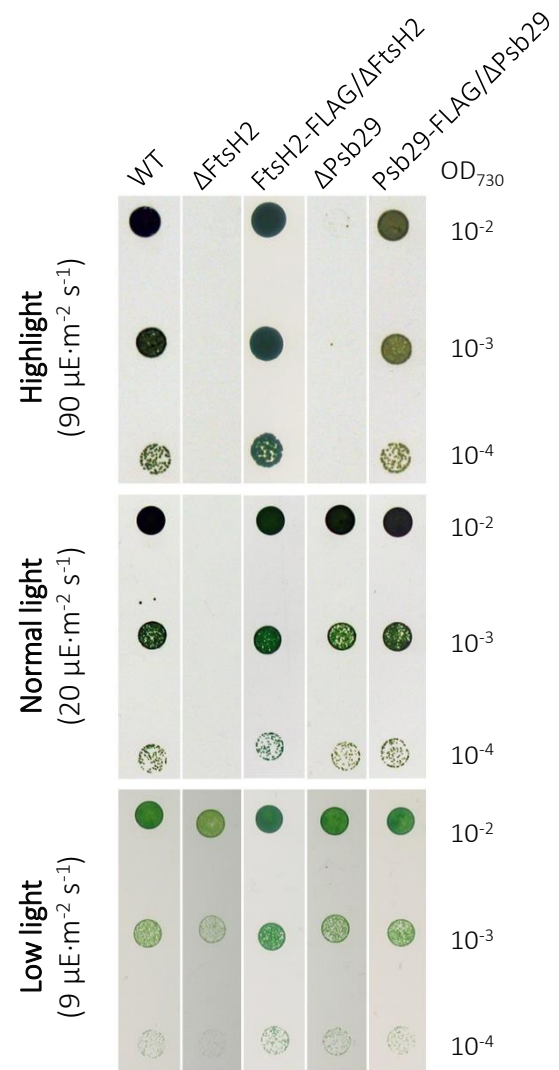 WT
ΔFtsH2
FtsH2-FLAG/ΔFtsH2
ΔPsb29
Psb29-FLAG/ΔPsb29
OD₇₃₀
Highlight
(90 µE·m⁻² s⁻¹)
10⁻²
10⁻³
10⁻⁴
Normal light
(20 µE·m⁻² s⁻¹)
10⁻²
10⁻³
10⁻⁴
Low light
(9 µE·m⁻² s⁻¹)
10⁻²
10⁻³
10⁻⁴